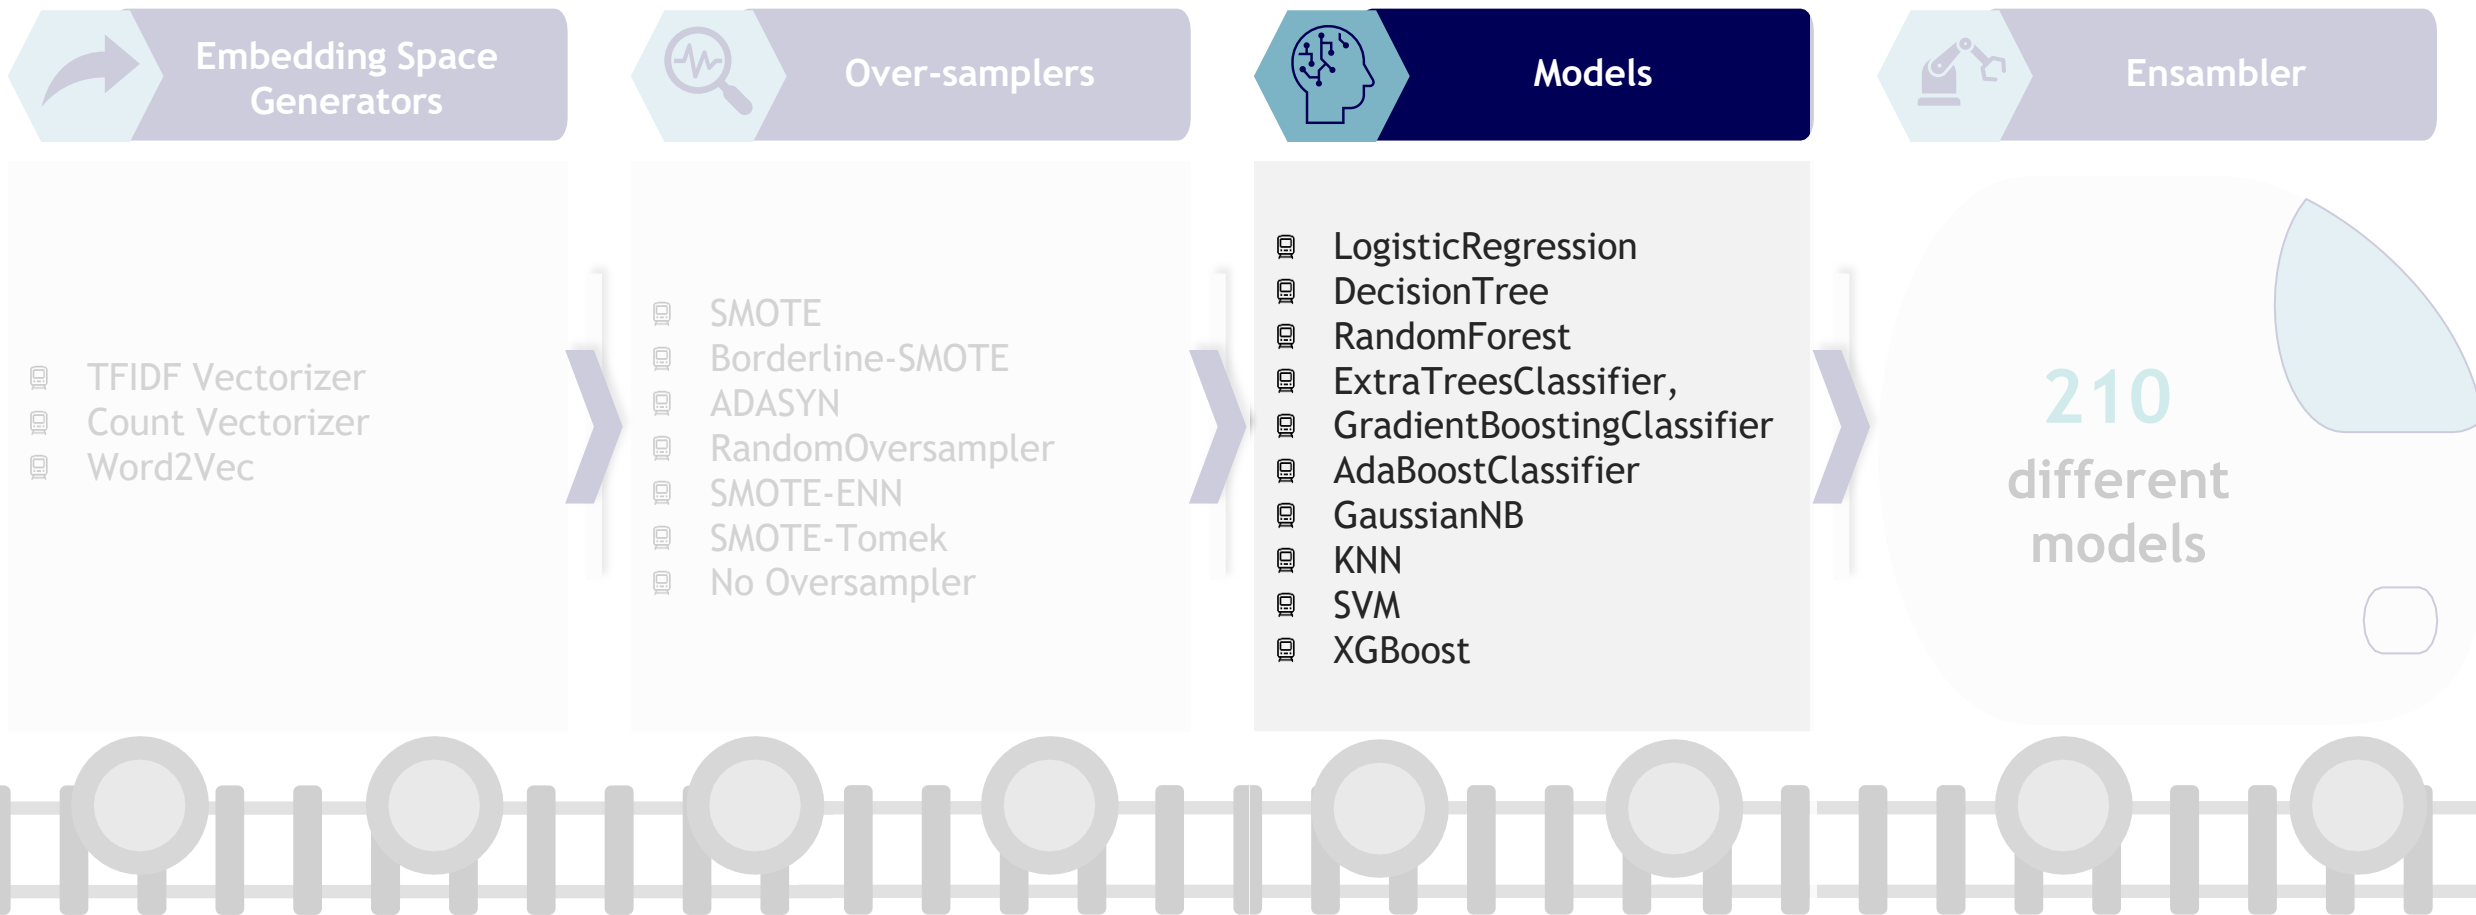 Embedding Space
Generators
TFIDF Vectorizer
Count Vectorizer
Word2Vec
Over-samplers
SMOTE
Borderline-SMOTE
ADASYN
RandomOversampler
SMOTE-ENN
SMOTE-Tomek
No Oversampler
Models
LogisticRegression
DecisionTree
RandomForest
ExtraTreesClassifier,
GradientBoostingClassifier
AdaBoostClassifier
GaussianNB
KNN
SVM
XGBoost
Ensambler
210
different
models